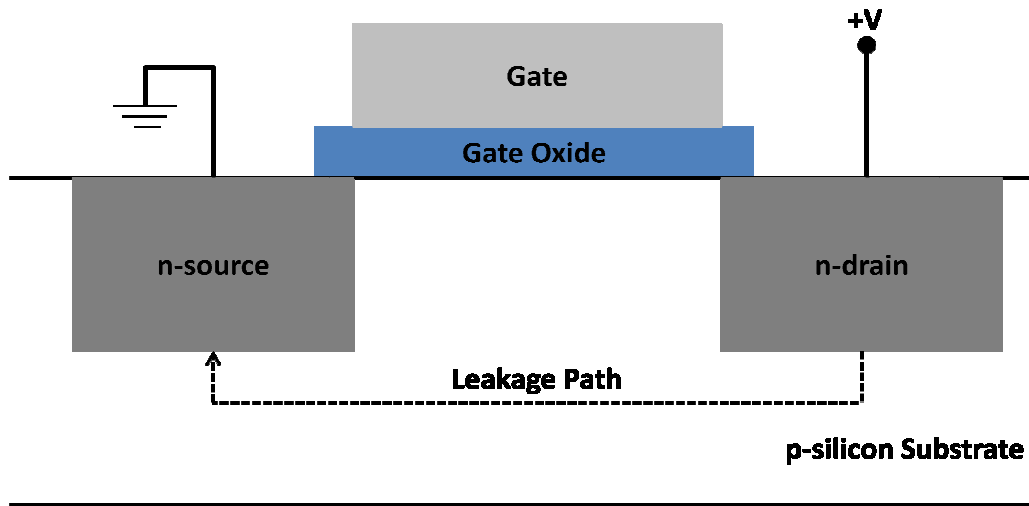 +V
Gate
Gate Oxide
n-source
n-drain
Leakage Path
p-silicon Substrate